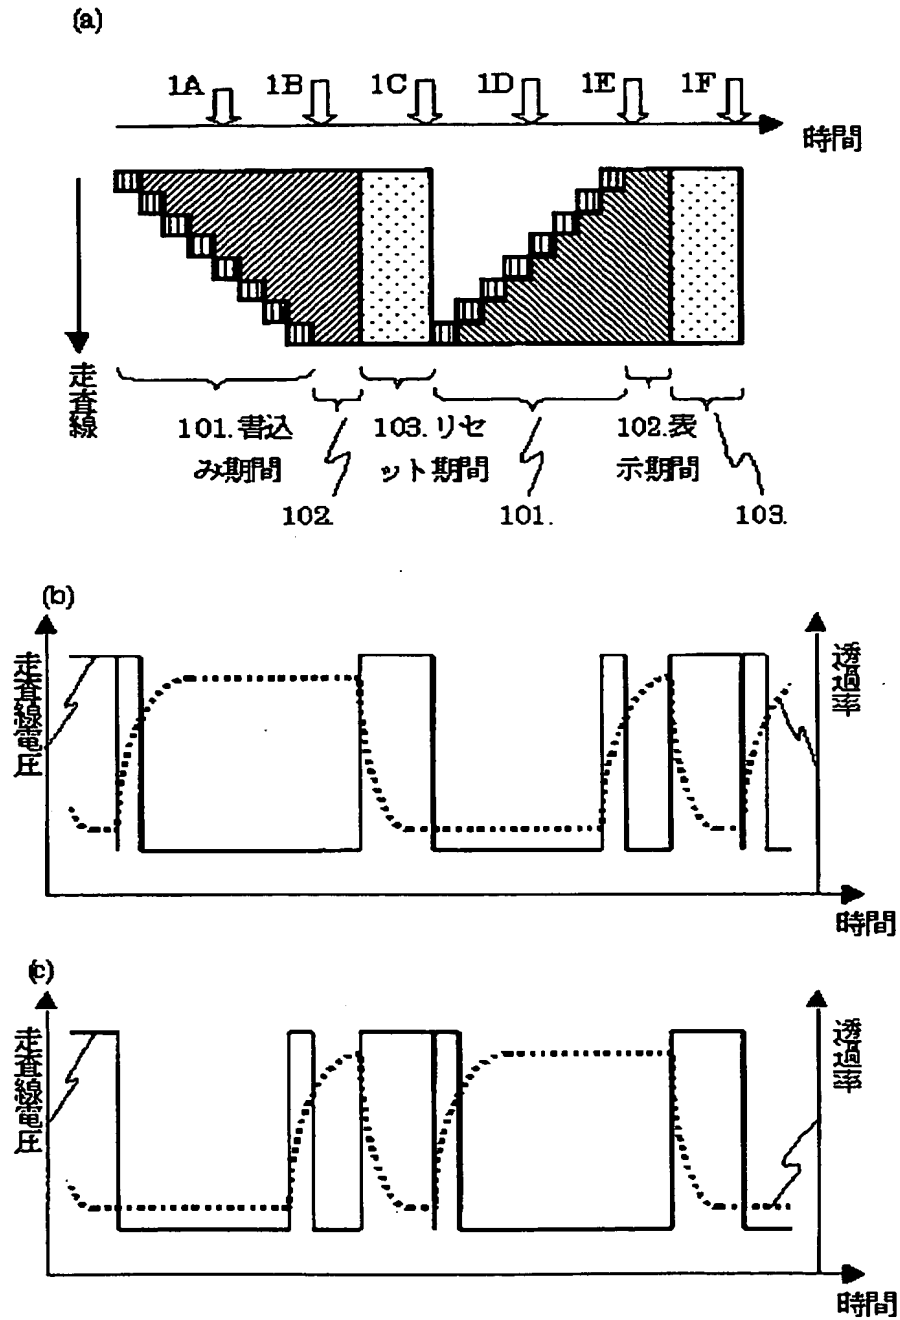 (a)
1A 1B 1C 1D 1E 1F
時間
走査線
101.書込
み期間
103.リセ
ット期間
102.表
示期間
102.
101.
103.
(b)
走査線電圧
透過率
時間
(c)
走査線電圧
透過率
時間